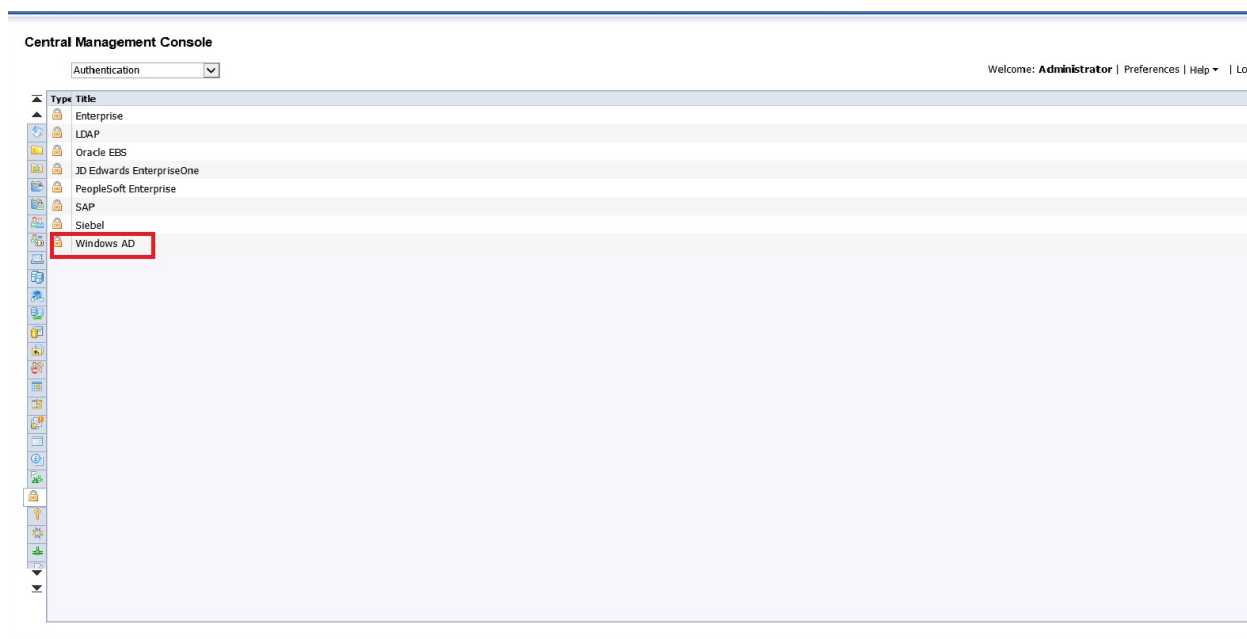 Central Management Console
Authentication
Welcome: Administrator | Preferences | Help | Lo
Type Title
Enterprise
LDAP
Oracle EBS
JD Edwards EnterpriseOne
PeopleSoft Enterprise
SAP
Siebel
Windows AD